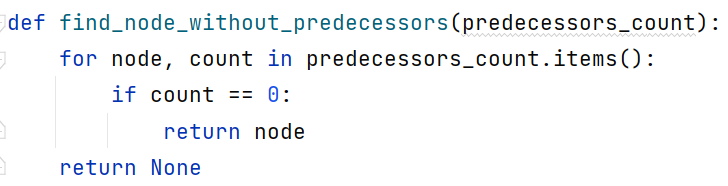 def find_node_without_predecessors(predecessors_count):
    for node, count in predecessors_count.items():
        if count == 0:
            return node
    return None